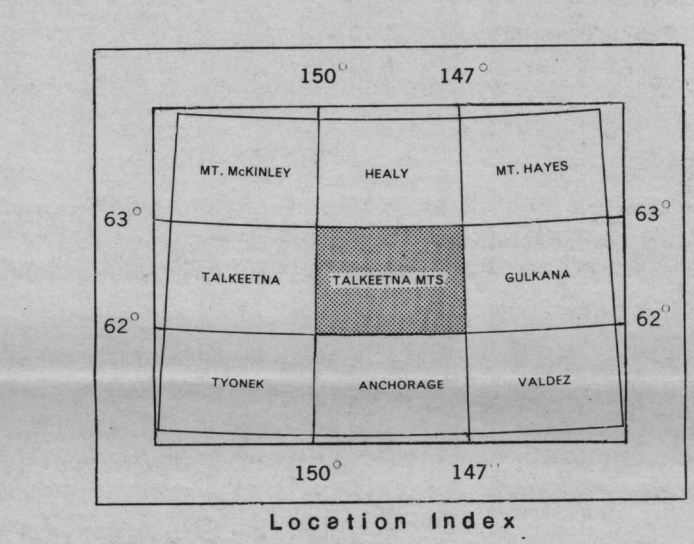 150° 147°
MT. McKINLEY HEALY MT. HAYES
63° 63°
TALKEETNA TALKEETNA MTS. GULKANA
62° 62°
TYONEK ANCHORAGE VALDEZ
150° 147°
Location Index